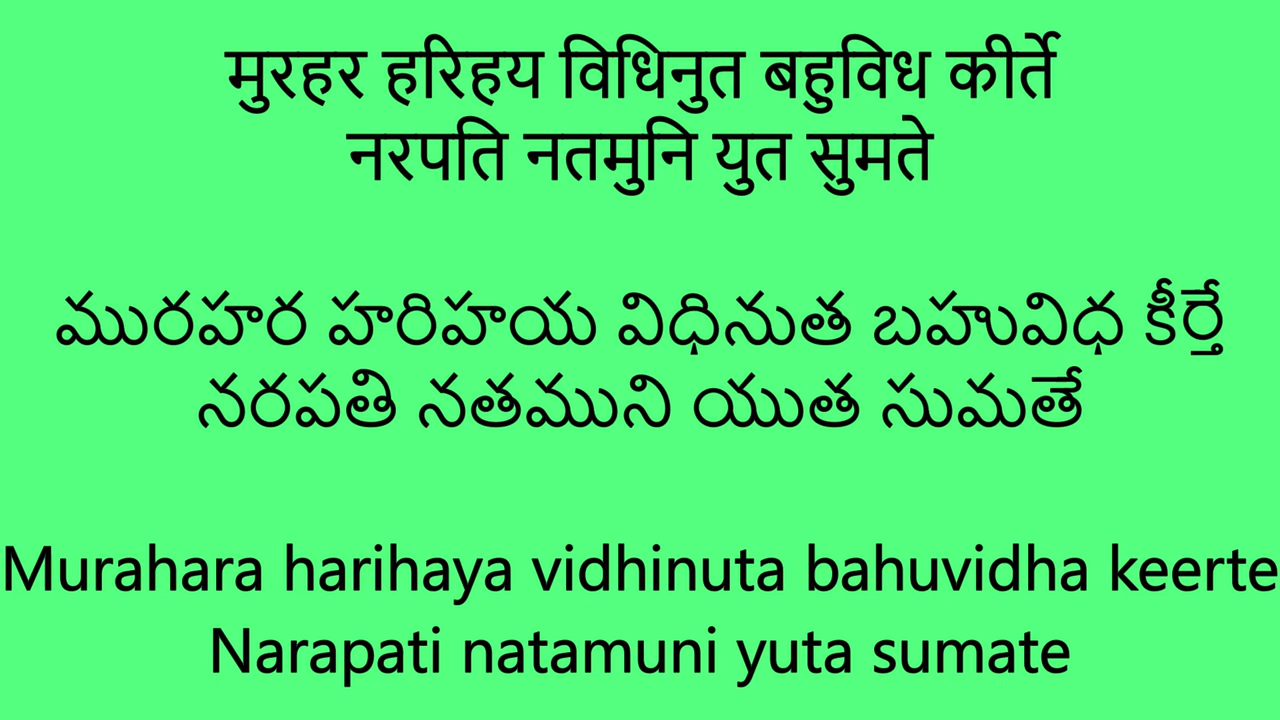 मुरहर हरिहय विधिनुत बहुविध कीर्ते
नरपति नतमुनि युत सुमते
మురహర హరిహయ విధినుత బహువిధ కీర్తే
నరపతి నతముని యుత సుమతే
Murahara harihaya vidhinuta bahuvidha keerte
Narapati natamuni yuta sumate